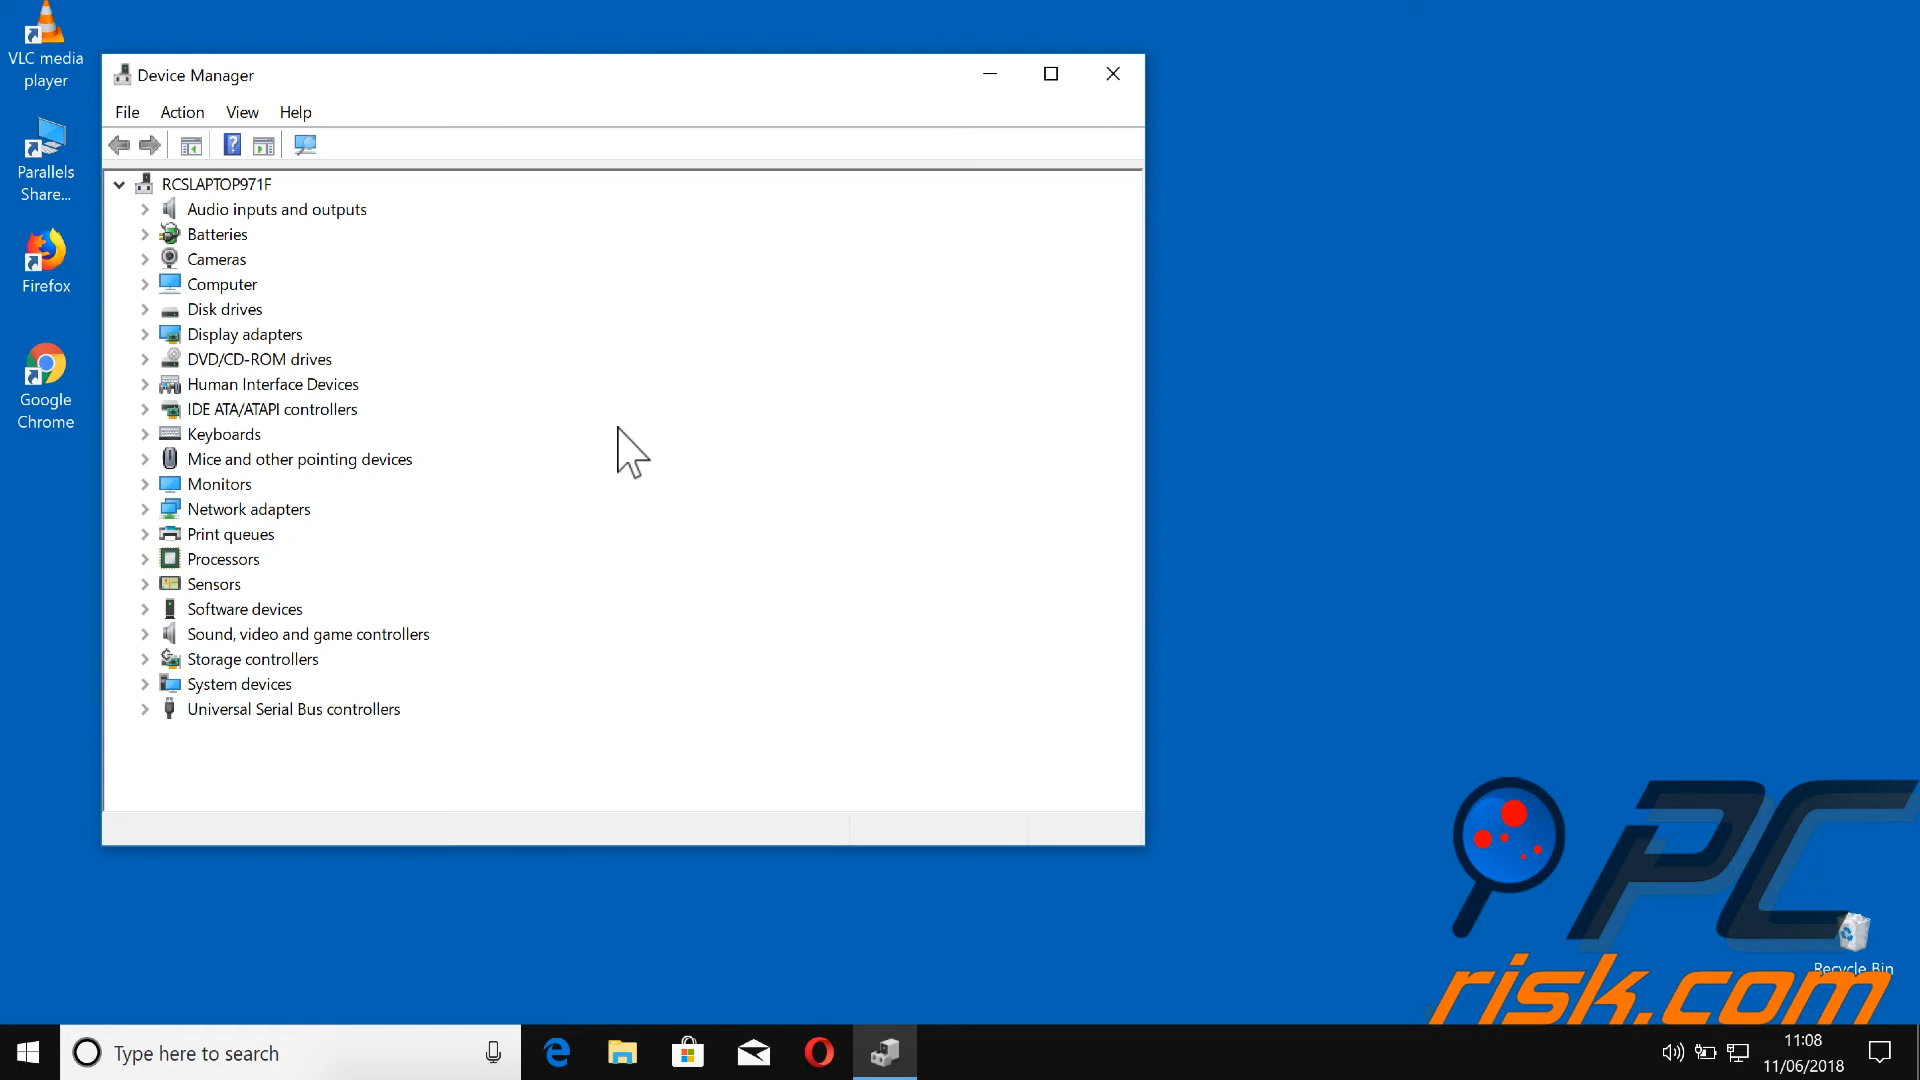 VLC media
player
Parallels
Share...
Firefox
Google
Chrome
Device Manager
File Action View Help
RCSLAPTOP971F
Audio inputs and outputs
Batteries
Cameras
Computer
Disk drives
Display adapters
DVD/CD-ROM drives
Human Interface Devices
IDE ATA/ATAPI controllers
Keyboards
Mice and other pointing devices
Monitors
Network adapters
Print queues
Processors
Sensors
Software devices
Sound, video and game controllers
Storage controllers
System devices
Universal Serial Bus controllers
PC
risk.com
Recycle Bin
Type here to search
11:08
11/06/2018